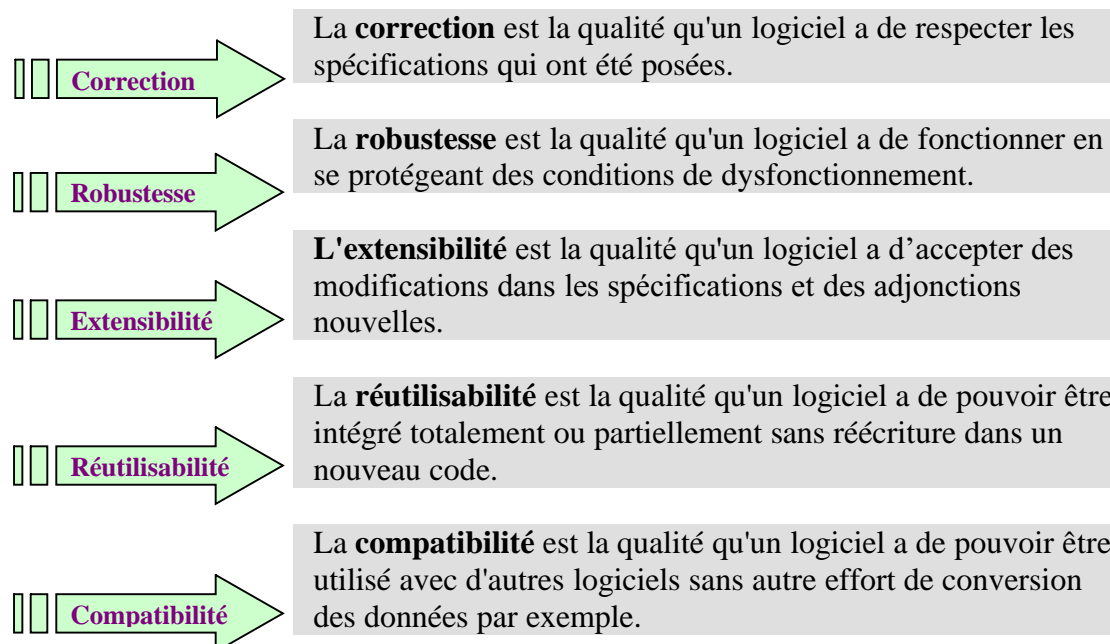 La correction est la qualité qu'un logiciel a de respecter les
spécifications qui ont été posées.
Correction
La robustesse est la qualité qu'un logiciel a de fonctionner en
se protégeant des conditions de dysfonctionnement.
Robustesse
L'extensibilité est la qualité qu'un logiciel a d’accepter des
modifications dans les spécifications et des adjonctions
nouvelles.
Extensibilité
La réutilisabilité est la qualité qu'un logiciel a de pouvoir être
intégré totalement ou partiellement sans réécriture dans un
nouveau code.
Réutilisabilité
La compatibilité est la qualité qu'un logiciel a de pouvoir être
utilisé avec d'autres logiciels sans autre effort de conversion
des données par exemple.
Compatibilité